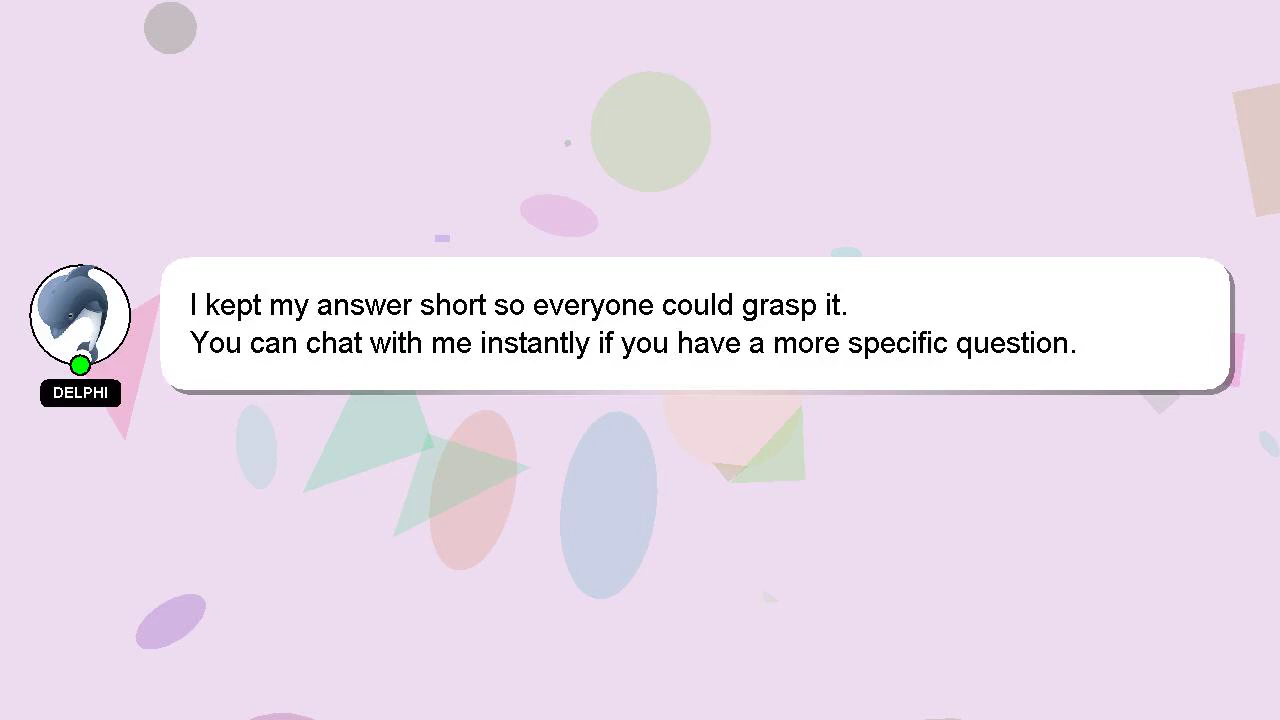 I kept my answer short so everyone could grasp it.
You can chat with me instantly if you have a more specific question.
DELPHI